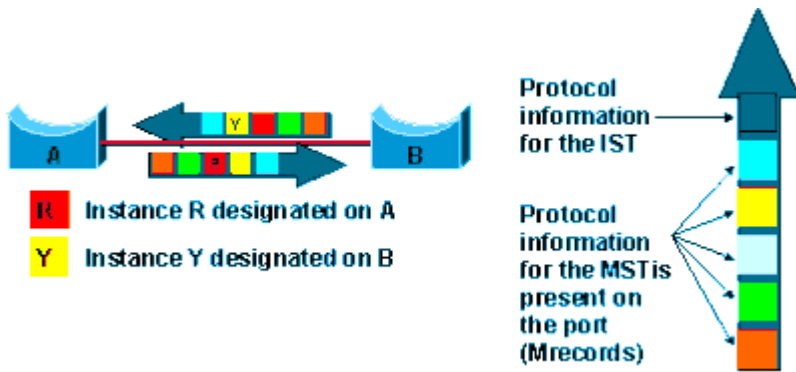 Y
A
B
R
R Instance R designated on A
Y Instance Y designated on B
Protocol
information
for the IST
Protocol
information
for the MSTis
present on
the port
(Mrecords)